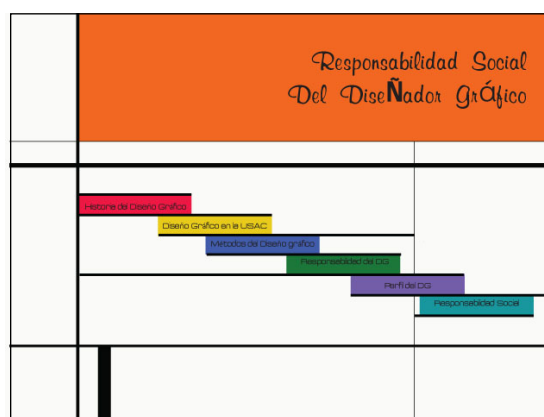 Responsabilidad Social
Del DiseÑador GrÁfico
Historia del Diseño Gráfico
Diseño Gráfico en la USAC
Métodos del Diseño gráfico
Responsabilidad del DG
Perfil del DG
Responsabilidad Social